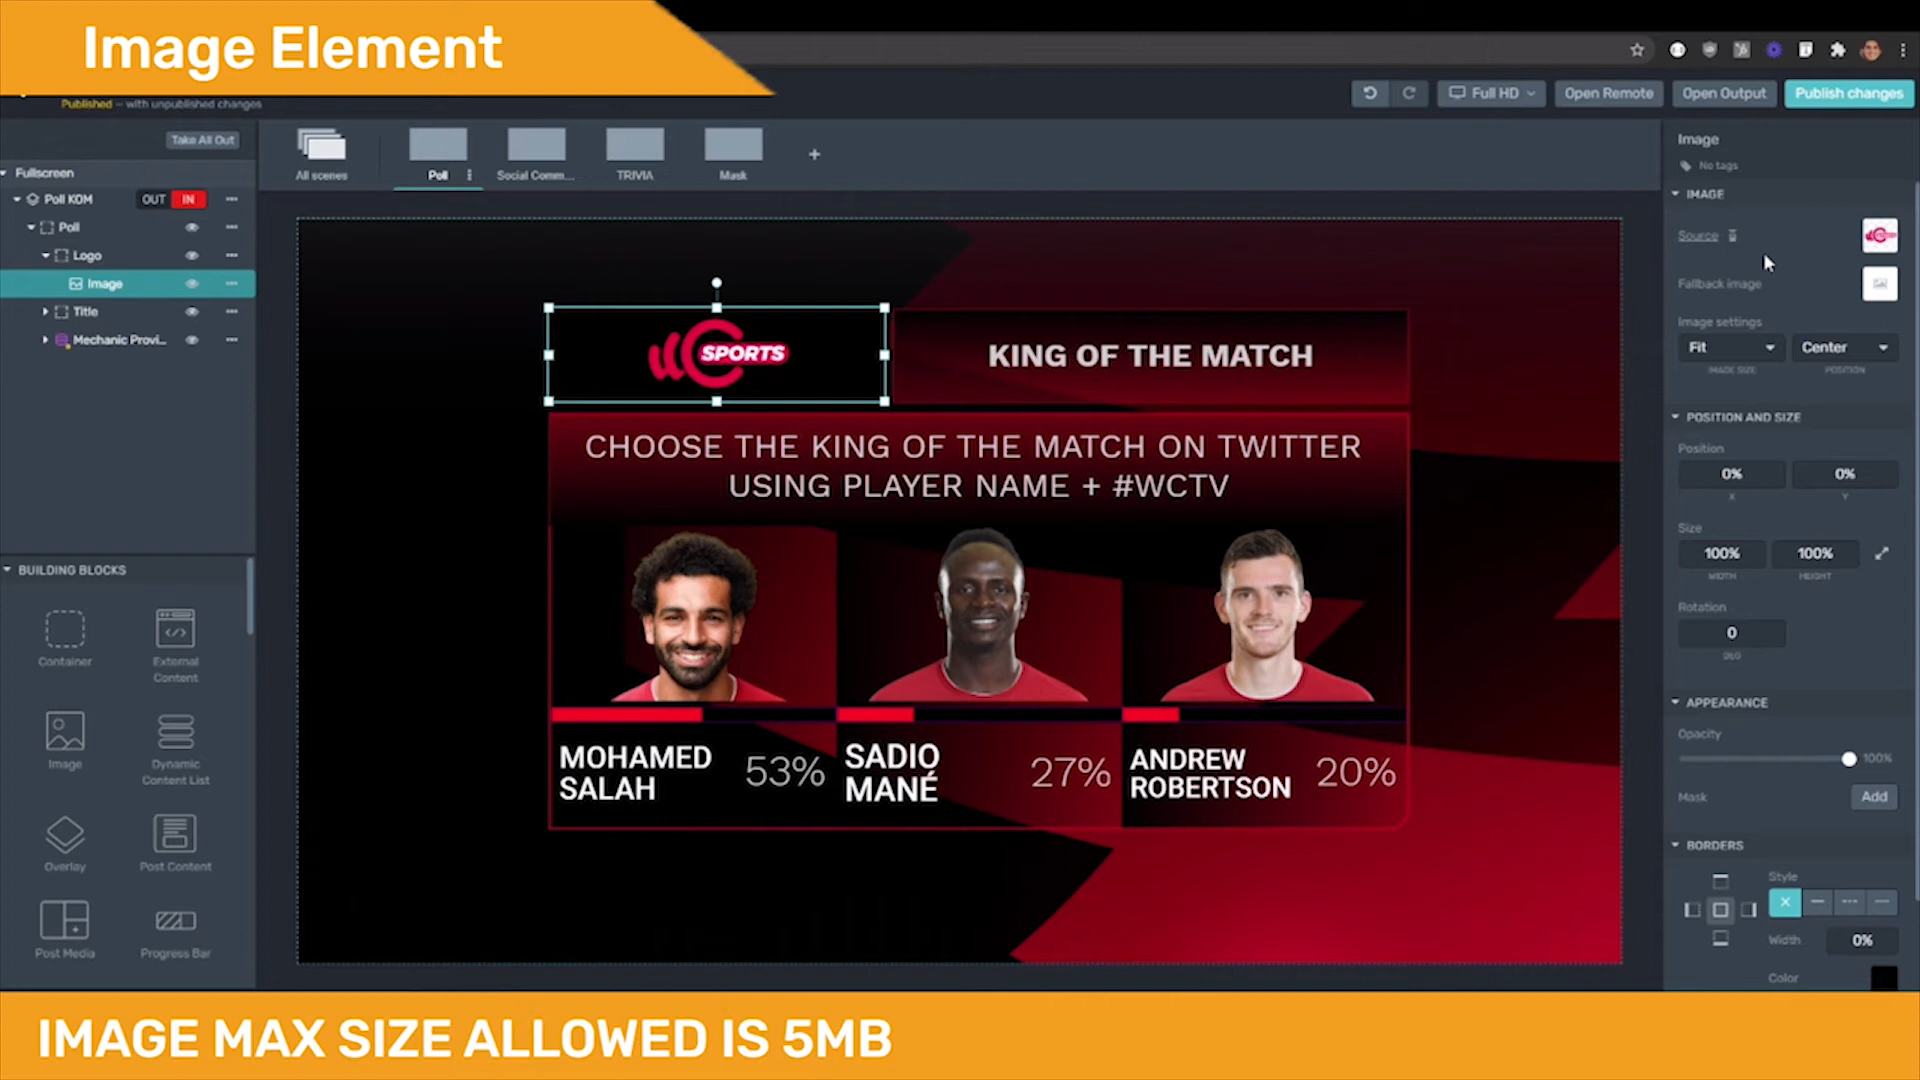 Image Element
Published – with unpublished changes
Full HD
Open Remote
Open Output
Publish changes
Take All Out
All scenes
Poll
Social Comm...
TRIVIA
Mask
Fullscreen
Poll KOM
OUT
IN
Poll
Logo
Image
Title
Mechanic Provi...
BUILDING BLOCKS
Container
External
Content
Image
Dynamic
Content List
Overlay
Post Content
Post Media
Progress Bar
SPORTS
KING OF THE MATCH
CHOOSE THE KING OF THE MATCH ON TWITTER
USING PLAYER NAME + #WCTV
MOHAMED
SALAH
53%
SADIO
MANÉ
27%
ANDREW
ROBERTSON
20%
Image
No tags
IMAGE
Source
Fallback image
Image settings
Fit
Center
IMAGE SIZE
POSITION
POSITION AND SIZE
Position
0%
0%
X
Y
Size
100%
100%
WIDTH
HEIGHT
Rotation
0
DEG
APPEARANCE
Opacity
100%
Mask
Add
BORDERS
Style
Width
0%
Color
IMAGE MAX SIZE ALLOWED IS 5MB